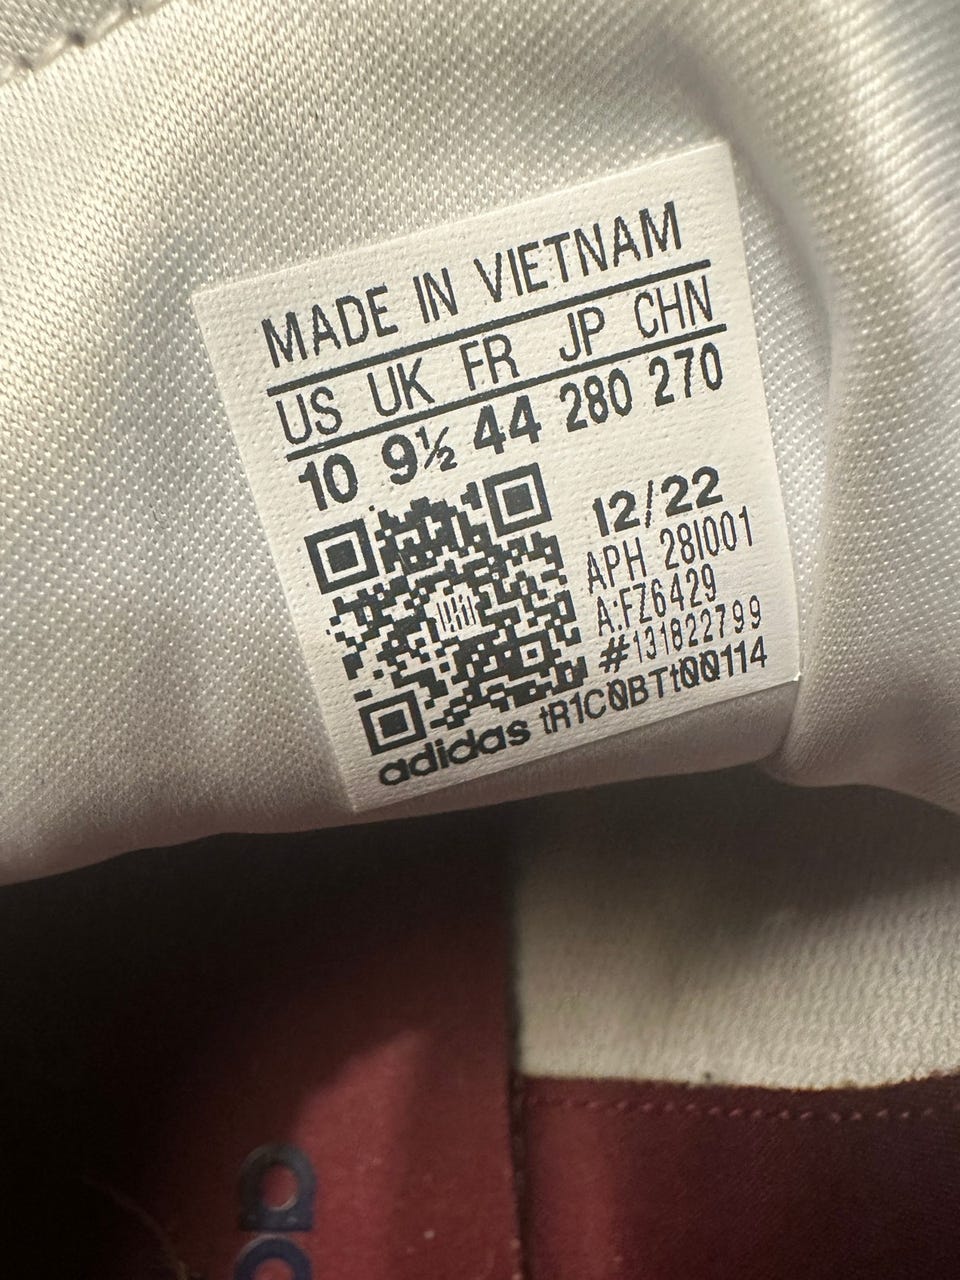 MADE IN VIETNAM
US UK FR JP CHN
10 9½ 44 280 270
12/22
APH 28I001
A:FZ6429
#131822799
adidas tR1C0BTt00114